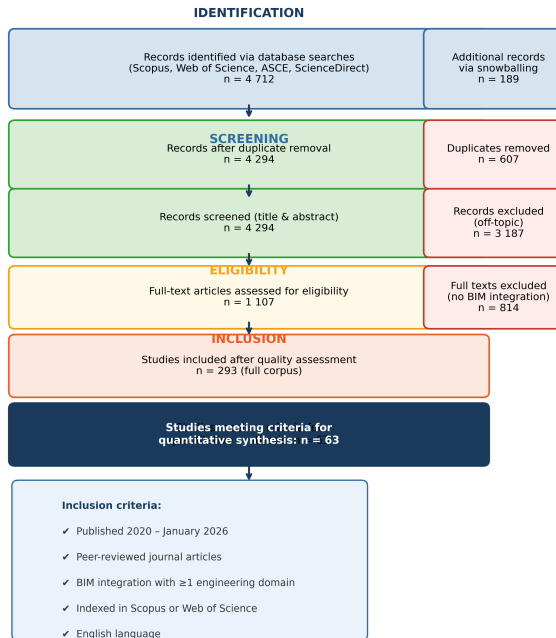 IDENTIFICATION
Records identified via database searches
(Scopus, Web of Science, ASCE, ScienceDirect)
n = 4 712
Additional records
via snowballing
n = 189
SCREENING
Records after duplicate removal
n = 4 294
Duplicates removed
n = 607
Records screened (title & abstract)
n = 4 294
Records excluded
(off-topic)
n = 3 187
ELIGIBILITY
Full-text articles assessed for eligibility
n = 1 107
Full texts excluded
(no BIM integration)
n = 814
INCLUSION
Studies included after quality assessment
n = 293 (full corpus)
Studies meeting criteria for
quantitative synthesis: n = 63
Inclusion criteria:
✔ Published 2020 – January 2026
✔ Peer-reviewed journal articles
✔ BIM integration with ≥1 engineering domain
✔ Indexed in Scopus or Web of Science
✔ English language